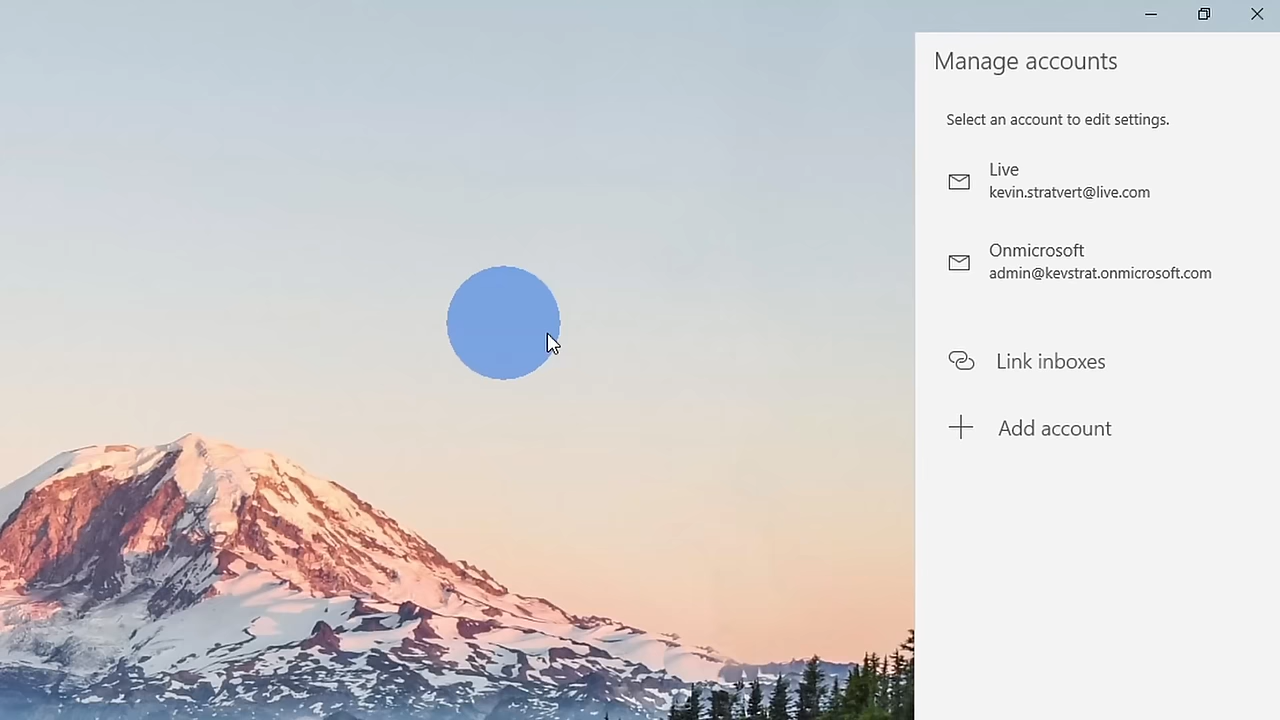 Manage accounts
Select an account to edit settings.
Live
kevin.stratvert@live.com
Onmicrosoft
admin@kevstrat.onmicrosoft.com
Link inboxes
Add account